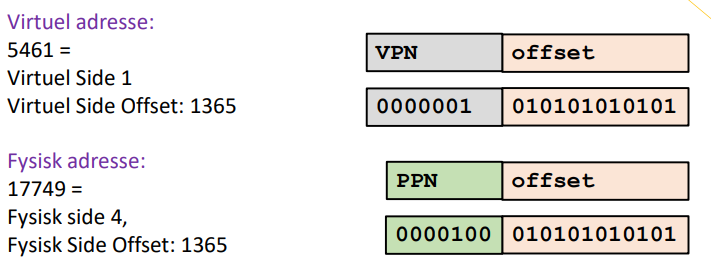 Virtuel adresse:
5461 =
Virtuel Side 1
Virtuel Side Offset: 1365
VPN offset
0000001 010101010101
Fysisk adresse:
17749 =
Fysisk side 4,
Fysisk Side Offset: 1365
PPN offset
0000100 010101010101